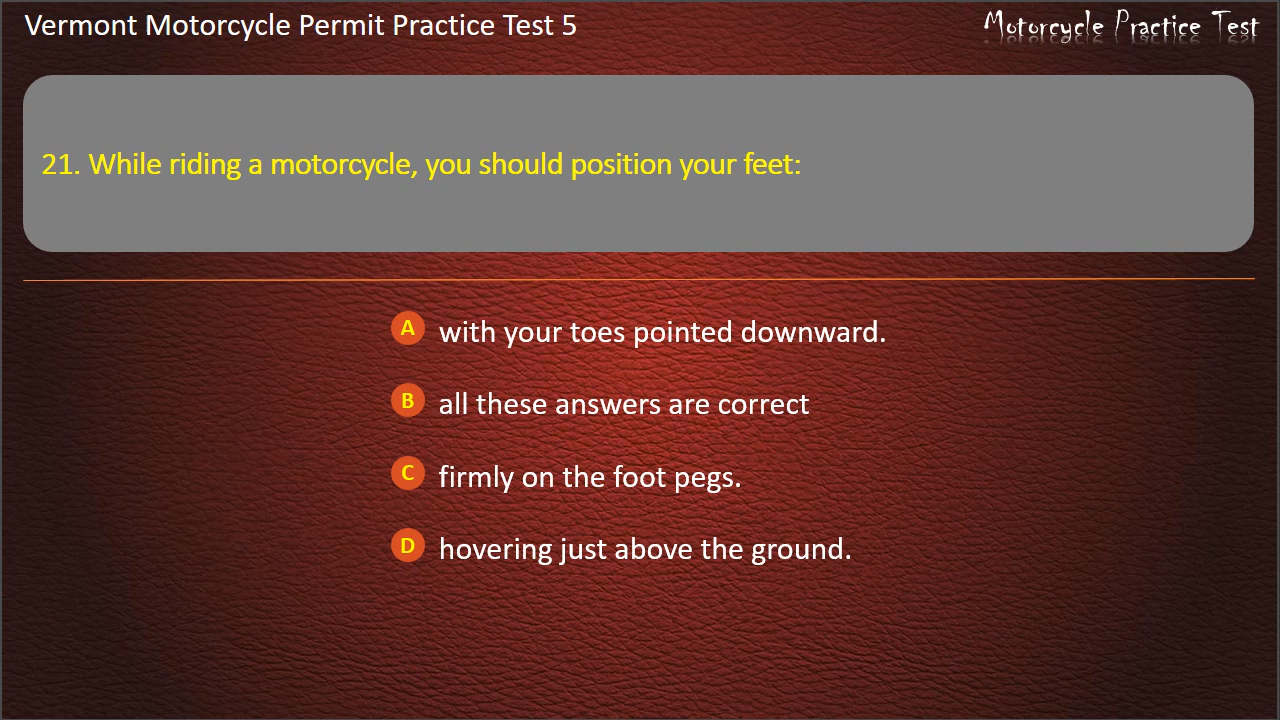 Vermont Motorcycle Permit Practice Test 5
Motorcycle Practice Test
21. While riding a motorcycle, you should position your feet:
A with your toes pointed downward.
B all these answers are correct
C firmly on the foot pegs.
D hovering just above the ground.